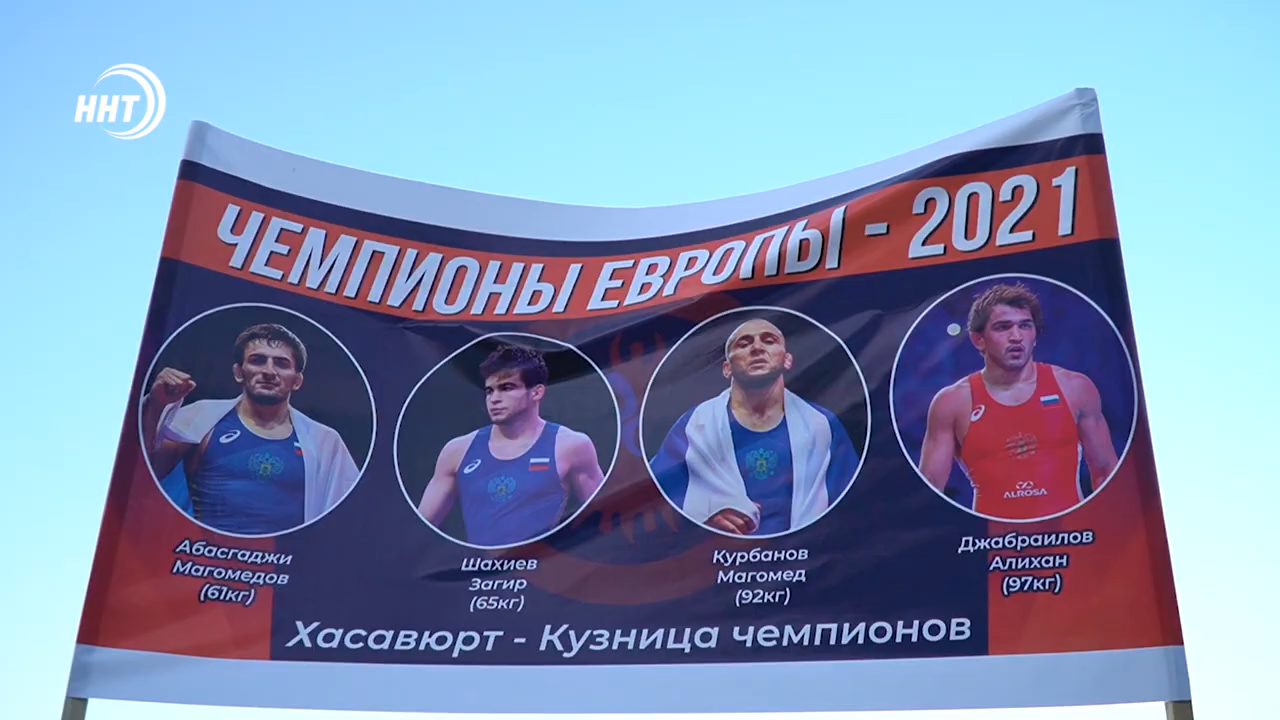 ННТ
ЧЕМПИОНЫ ЕВРОПЫ - 2021
ALROSA
Абасгаджи
Магомедов
(61кг)
Шахиев
Загир
(65кг)
Курбанов
Магомед
(92кг)
Джабраилов
Алихан
(97кг)
Хасавюрт - Кузница чемпионов